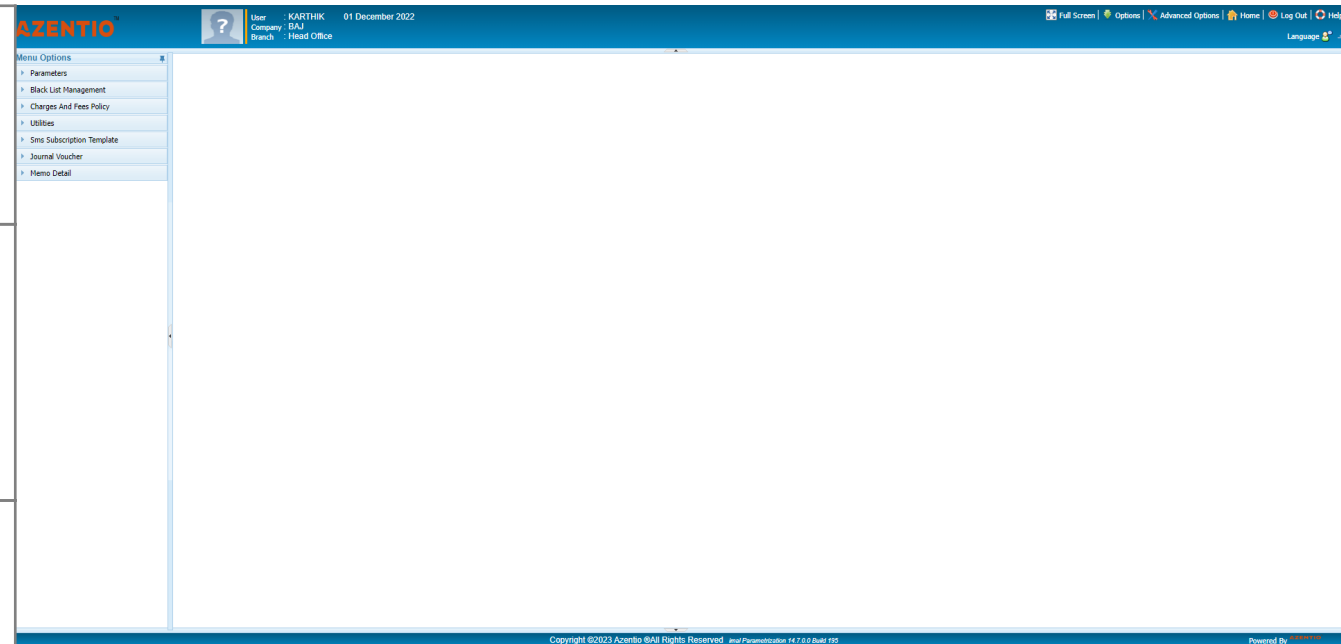 AZENTIO™
User : KARTHIK 01 December 2022
Company : BAJ
Branch : Head Office
Full Screen | Options | Advanced Options | Home | Log Out | Help
Language
Menu Options
Parameters
Black List Management
Charges And Fees Policy
Utilities
Sms Subscription Template
Journal Voucher
Memo Detail
Copyright ©2023 Azentio ®All Rights Reserved imal Parametrization 14.7.0.0 Build 195
Powered By AZENTIO